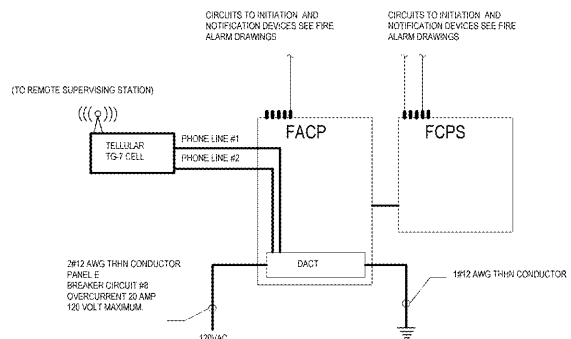 CIRCUITS TO INITIATION AND
NOTIFICATION DEVICES SEE FIRE
ALARM DRAWINGS
CIRCUITS TO INITIATION AND
NOTIFICATION DEVICES SEE FIRE
ALARM DRAWINGS
(TO REMOTE SUPERVISING STATION)
TELLULAR
TG-7 CELL
PHONE LINE #1
PHONE LINE #2
FACP
FCPS
DACT
2#12 AWG THHN CONDUCTOR
PANEL E
BREAKER CIRCUIT #8
OVERCURRENT 20 AMP
120 VOLT MAXIMUM.
1#12 AWG THHN CONDUCTOR
120VAC